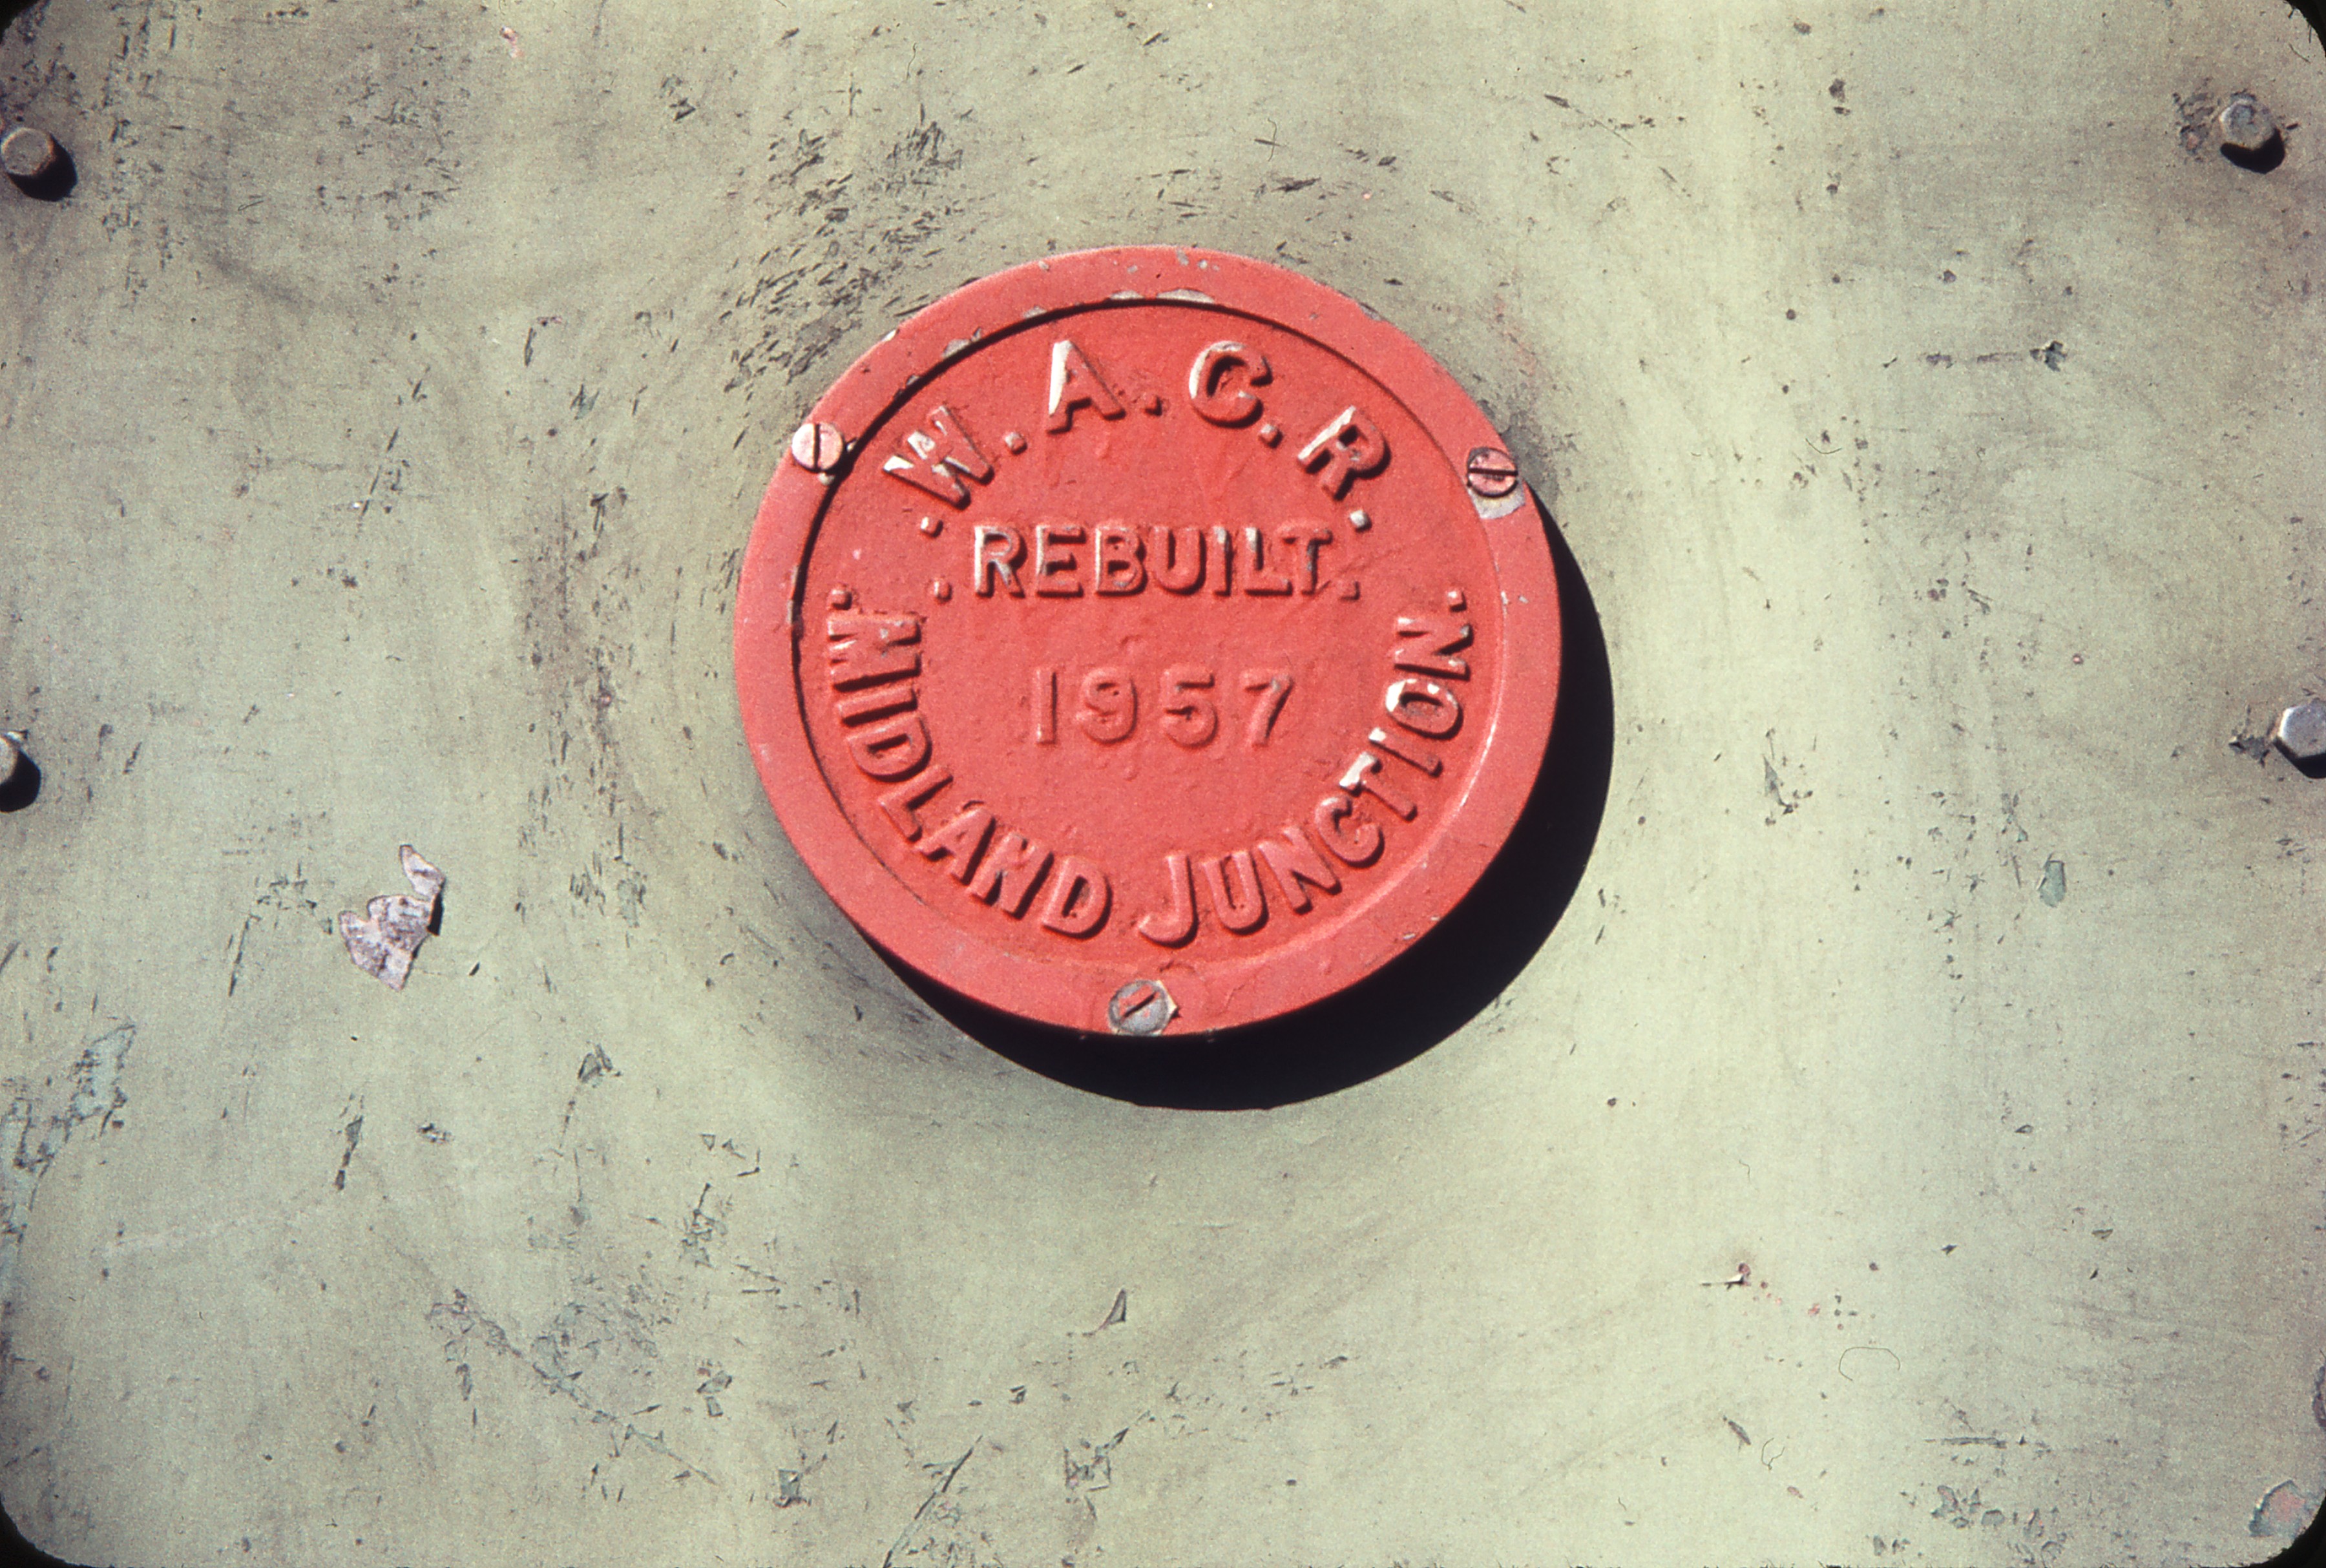 .W.A.C.R.
.REBUILT.
1957
.MIDLAND JUNCTION.